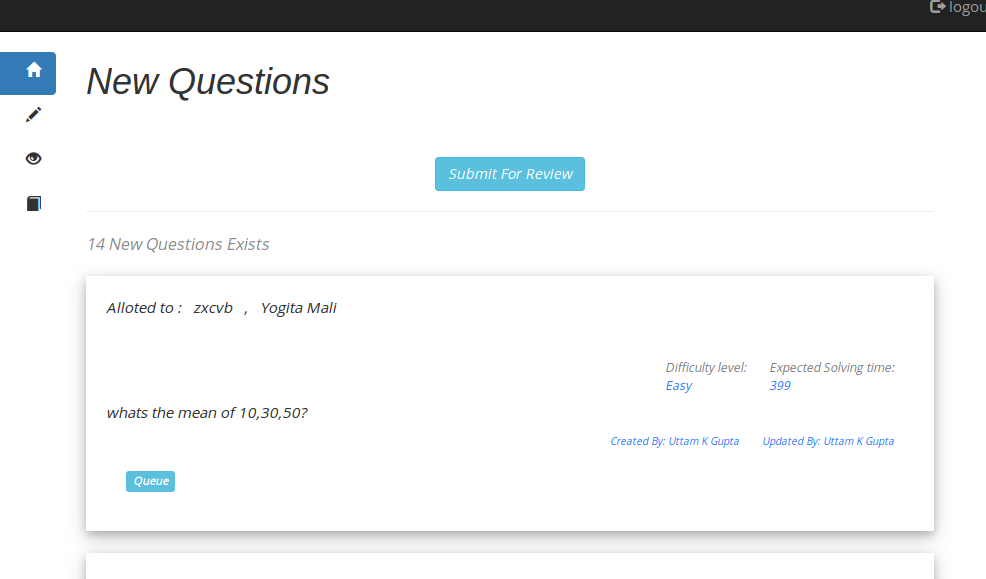 logou
New Questions
Submit For Review
14 New Questions Exists
Alloted to : zxcvb , Yogita Mali
Difficulty level: Expected Solving time:
Easy 399
whats the mean of 10,30,50?
Created By: Uttam K Gupta Updated By: Uttam K Gupta
Queue